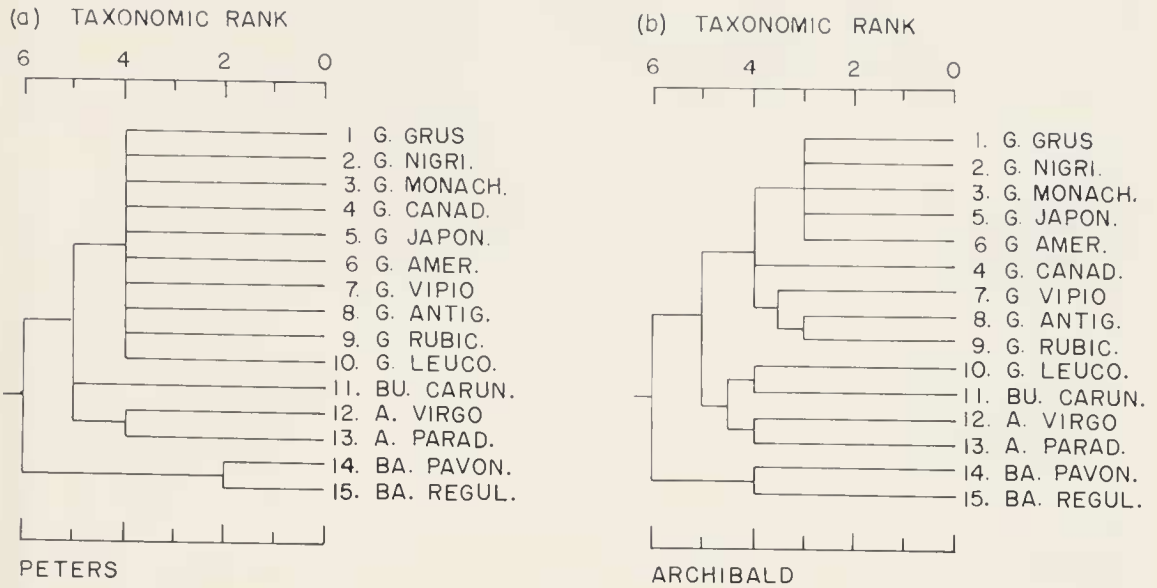 (a) TAXONOMIC RANK
6 4 2 0
1 G. GRUS
2. G. NIGRI.
3. G. MONACH.
4. G. CANAD.
5. G JAPON.
6 G. AMER.
7. G. VIPIO
8. G. ANTIG.
9. G RUBIC.
10. G. LEUCO.
11. BU. CARUN.
12. A. VIRGO
13. A. PARAD.
14. BA. PAVON.
15. BA. REGUL.
PETERS
(b) TAXONOMIC RANK
6 4 2 0
1. G. GRUS
2. G. NIGRI.
3. G. MONACH.
5. G. JAPON.
6 G AMER.
4 G. CANAD.
7. G VIPIO
8. G. ANTIG.
9. G. RUBIC.
10. G. LEUCO.
11. BU. CARUN.
12. A. VIRGO
13. A. PARAD.
14. BA. PAVON.
15. BA. REGUL.
ARCHIBALD